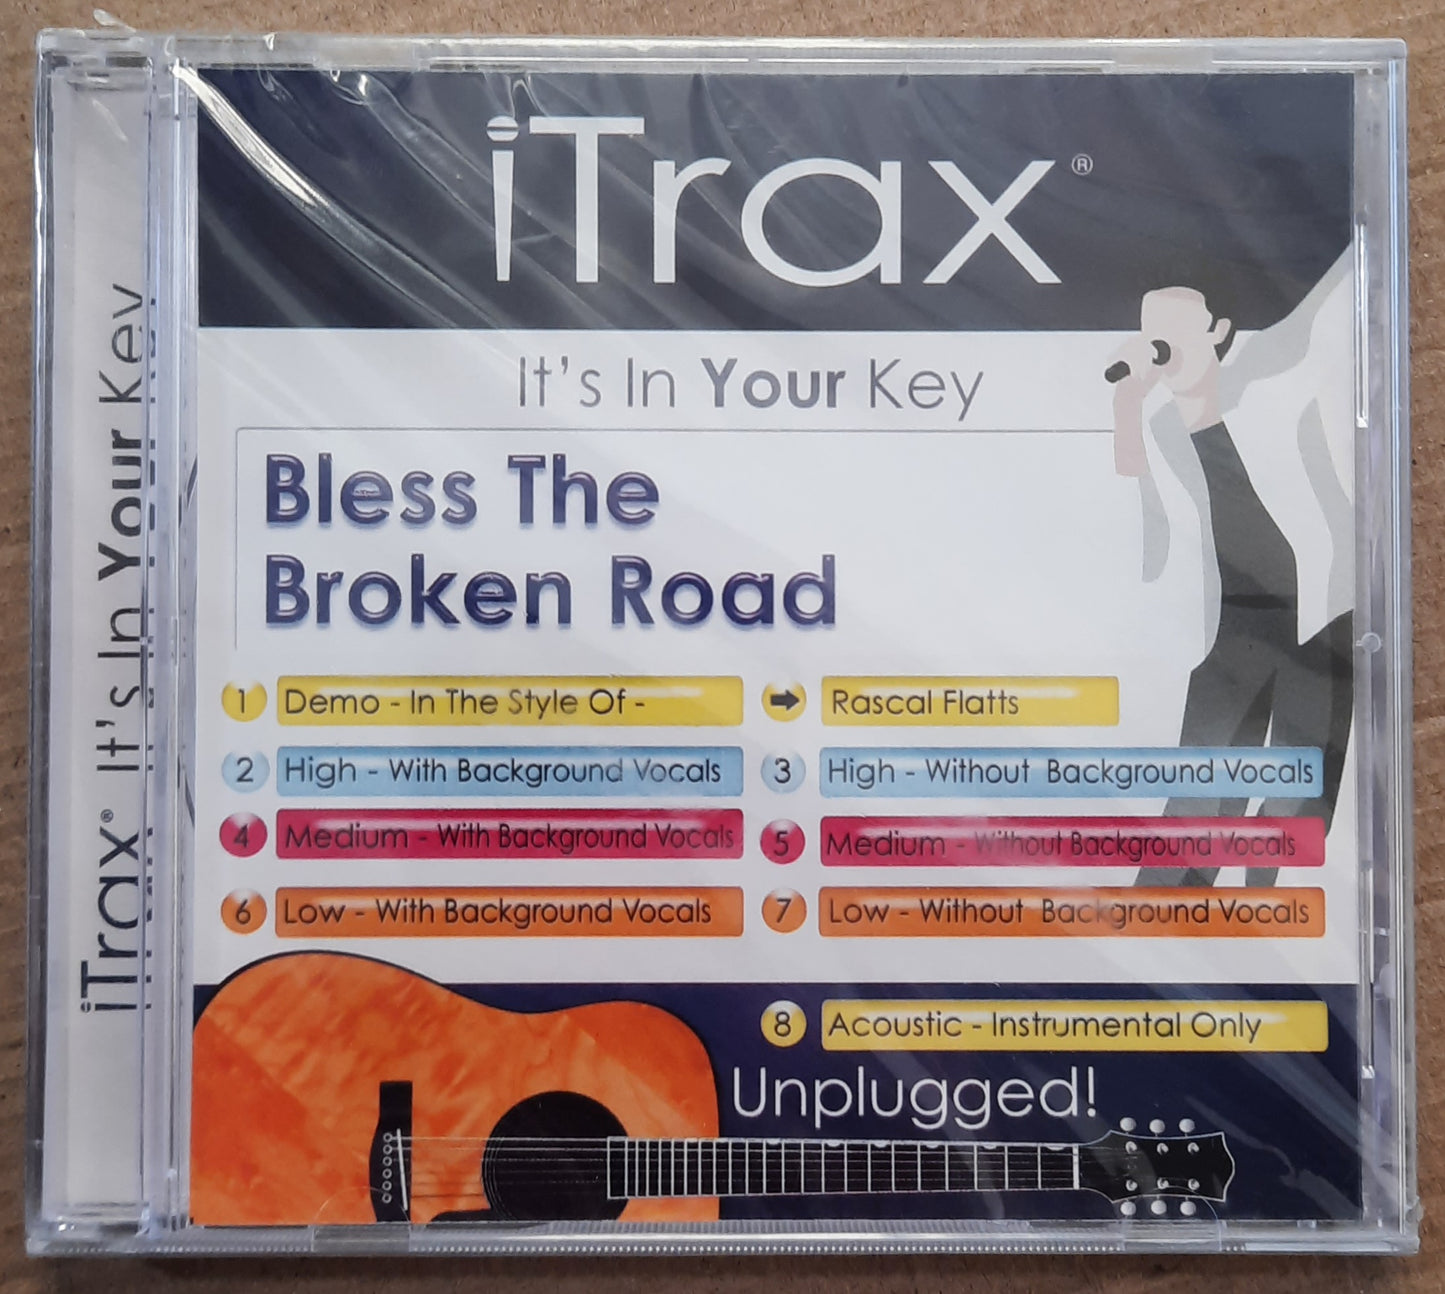 iTrax®
It's In Your Key
Bless The
Broken Road
1 Demo - In The Style Of - Rascal Flatts
2 High - With Background Vocals
3 High - Without Background Vocals
4 Medium - With Background Vocals
5 Medium - Without Background Vocals
6 Low - With Background Vocals
7 Low - Without Background Vocals
8 Acoustic - Instrumental Only
Unplugged!
iTrax® It's In Your Key